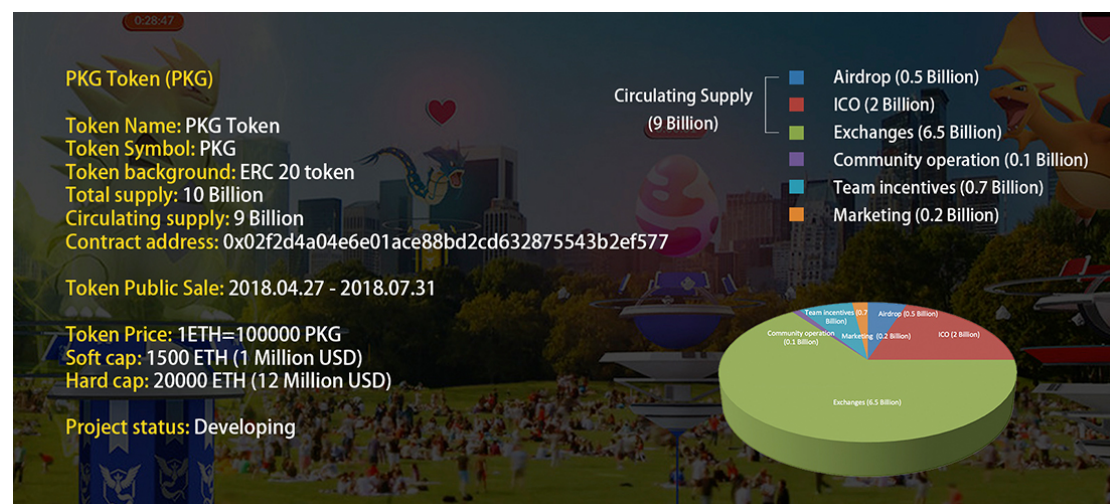 0:28:47
PKG Token (PKG)
Token Name: PKG Token
Token Symbol: PKG
Token background: ERC 20 token
Total supply: 10 Billion
Circulating supply: 9 Billion
Contract address: 0x02f2d4a04e6e01ace88bd2cd632875543b2ef577
Token Public Sale: 2018.04.27 - 2018.07.31
Token Price: 1ETH=100000 PKG
Soft cap: 1500 ETH (1 Million USD)
Hard cap: 20000 ETH (12 Million USD)
Project status: Developing
Circulating Supply
(9 Billion)
Airdrop (0.5 Billion)
ICO (2 Billion)
Exchanges (6.5 Billion)
Community operation (0.1 Billion)
Team incentives (0.7 Billion)
Marketing (0.2 Billion)
Team incentives (0.7
Billion)
Airdrop (0.5 Billion)
Community operation
(0.1 Billion)
Marketing (0.2 Billion)
ICO (2 Billion)
Exchanges (6.5 Billion)